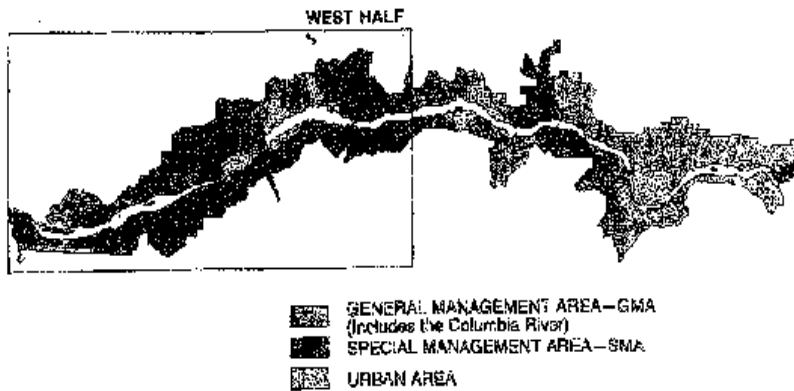 WEST HALF
GENERAL MANAGEMENT AREA—GMA
(Includes the Columbia River)
SPECIAL MANAGEMENT AREA—SMA
URBAN AREA